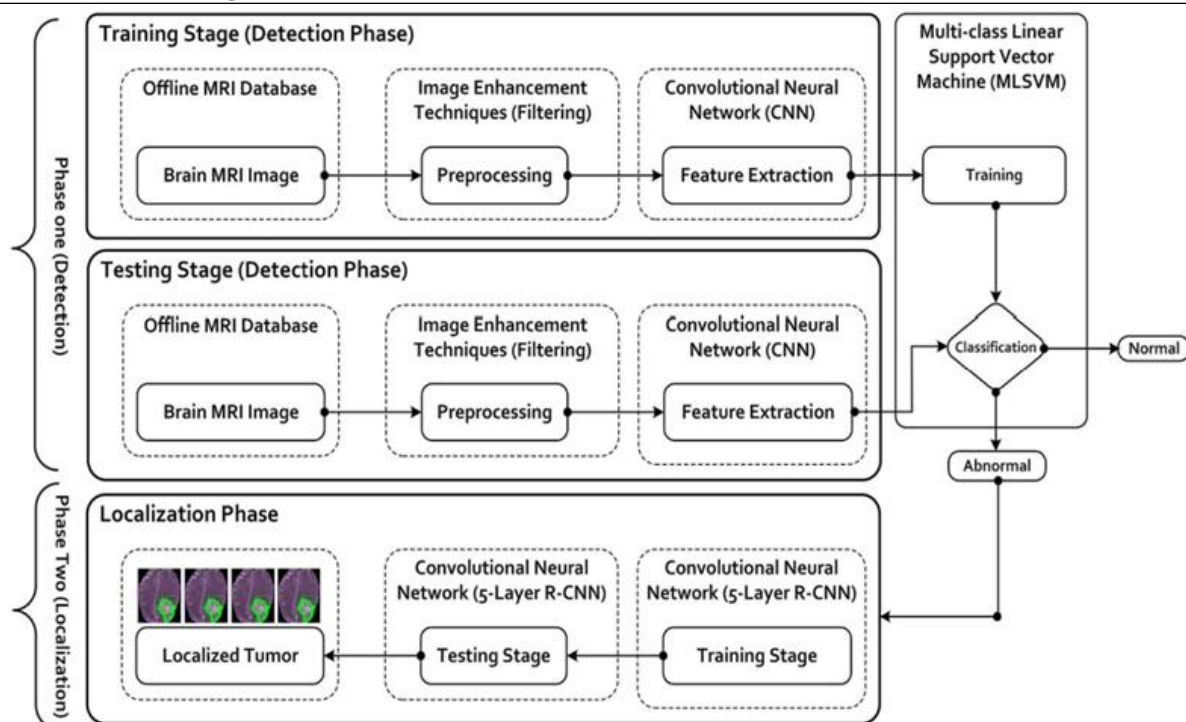 Training Stage (Detection Phase)
Offline MRI Database
Brain MRI Image
Image Enhancement
Techniques (Filtering)
Preprocessing
Convolutional Neural
Network (CNN)
Feature Extraction
Multi-class Linear
Support Vector
Machine (MLSVM)
Training
Classification
Normal
Abnormal
Phase one (Detection)
Testing Stage (Detection Phase)
Offline MRI Database
Brain MRI Image
Image Enhancement
Techniques (Filtering)
Preprocessing
Convolutional Neural
Network (CNN)
Feature Extraction
Phase Two (Localization)
Localization Phase
Localized Tumor
Convolutional Neural
Network (5-Layer R-CNN)
Testing Stage
Convolutional Neural
Network (5-Layer R-CNN)
Training Stage